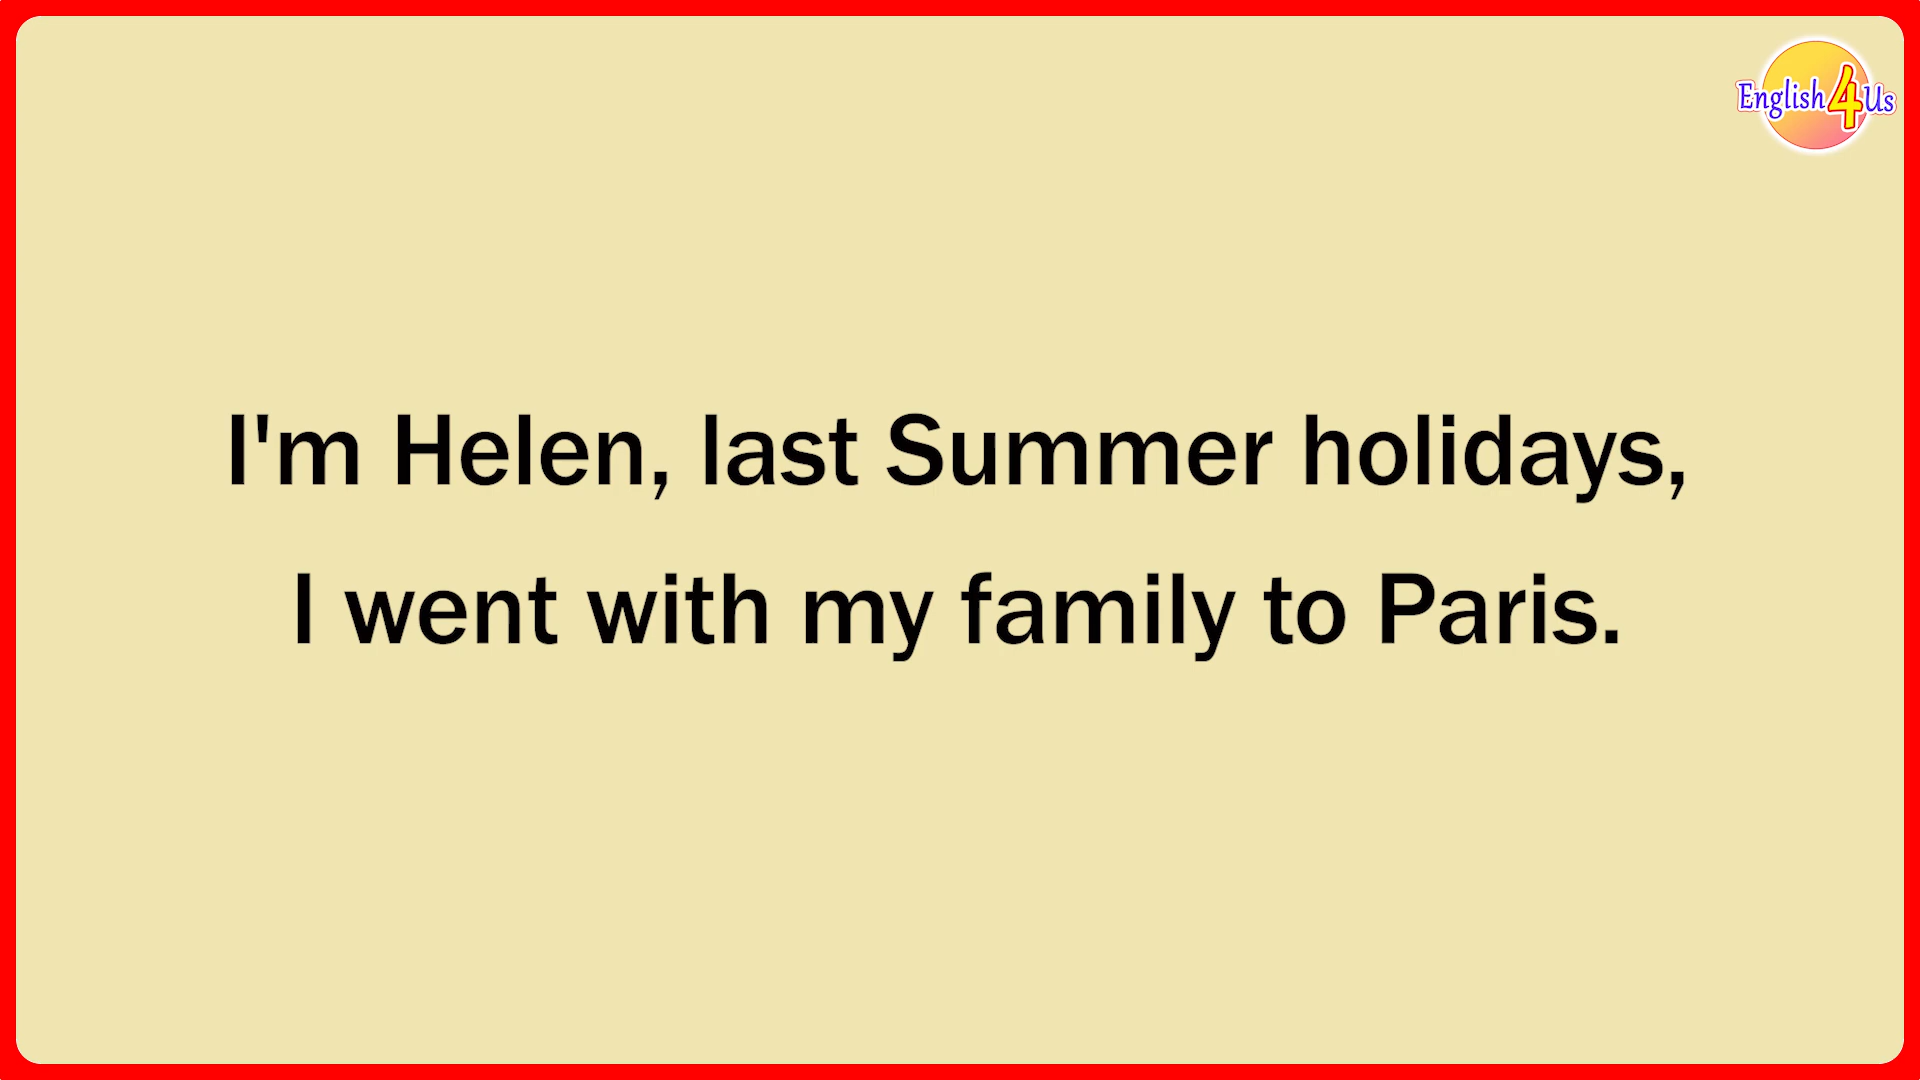 English4Us
I'm Helen, last Summer holidays,
I went with my family to Paris.